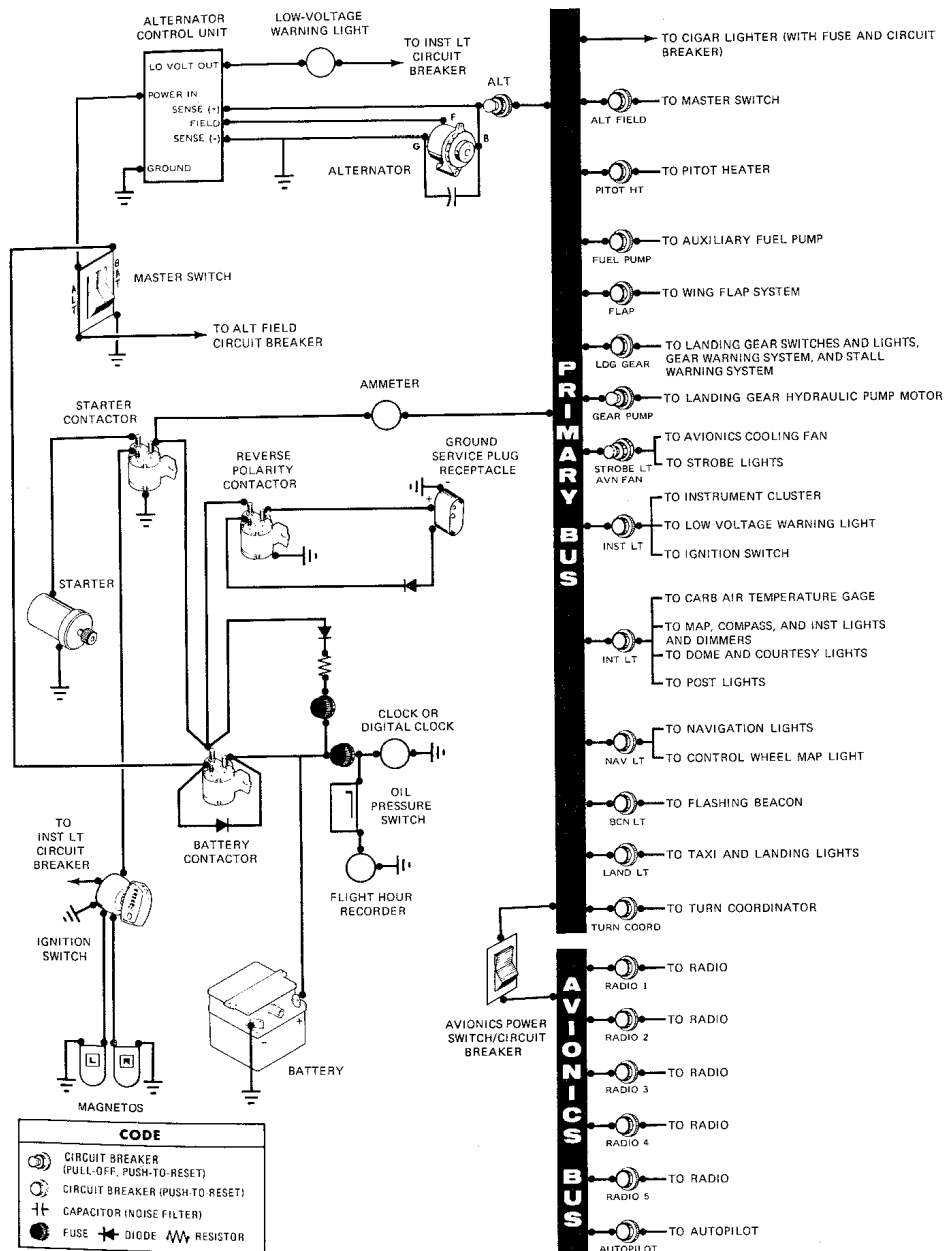 ALTERNATOR
CONTROL UNIT
LOW-VOLTAGE
WARNING LIGHT
LO VOLT OUT
POWER IN
SENSE (+)
FIELD
SENSE (-)
GROUND
TO INST LT
CIRCUIT
BREAKER
ALT
F
G
B
ALTERNATOR
MASTER SWITCH
BAT
ALT
TO ALT FIELD
CIRCUIT BREAKER
AMMETER
STARTER
CONTACTOR
REVERSE
POLARITY
CONTACTOR
GROUND
SERVICE PLUG
RECEPTACLE
-
+
STARTER
CLOCK OR
DIGITAL CLOCK
OIL
PRESSURE
SWITCH
BATTERY
CONTACTOR
FLIGHT HOUR
RECORDER
TO
INST LT
CIRCUIT
BREAKER
IGNITION
SWITCH
L
R
MAGNETOS
+
-
BATTERY
AVIONICS POWER
SWITCH/CIRCUIT
BREAKER
PRIMARY BUS
TO CIGAR LIGHTER (WITH FUSE AND CIRCUIT
BREAKER)
ALT FIELD
TO MASTER SWITCH
PITOT HT
TO PITOT HEATER
FUEL PUMP
TO AUXILIARY FUEL PUMP
FLAP
TO WING FLAP SYSTEM
LDG GEAR
TO LANDING GEAR SWITCHES AND LIGHTS,
GEAR WARNING SYSTEM, AND STALL
WARNING SYSTEM
GEAR PUMP
TO LANDING GEAR HYDRAULIC PUMP MOTOR
STROBE LT
AVN FAN
TO AVIONICS COOLING FAN
TO STROBE LIGHTS
INST LT
TO INSTRUMENT CLUSTER
TO LOW VOLTAGE WARNING LIGHT
TO IGNITION SWITCH
INT LT
TO CARB AIR TEMPERATURE GAGE
TO MAP, COMPASS, AND INST LIGHTS
AND DIMMERS
TO DOME AND COURTESY LIGHTS
TO POST LIGHTS
NAV LT
TO NAVIGATION LIGHTS
TO CONTROL WHEEL MAP LIGHT
BCN LT
TO FLASHING BEACON
LAND LT
TO TAXI AND LANDING LIGHTS
TURN COORD
TO TURN COORDINATOR
AVIONICS BUS
RADIO 1
TO RADIO
RADIO 2
TO RADIO
RADIO 3
TO RADIO
RADIO 4
TO RADIO
RADIO 5
TO RADIO
AUTOPILOT
TO AUTOPILOT
CODE
CIRCUIT BREAKER
(PULL-OFF, PUSH-TO-RESET)
CIRCUIT BREAKER (PUSH-TO-RESET)
CAPACITOR (NOISE FILTER)
FUSE DIODE RESISTOR